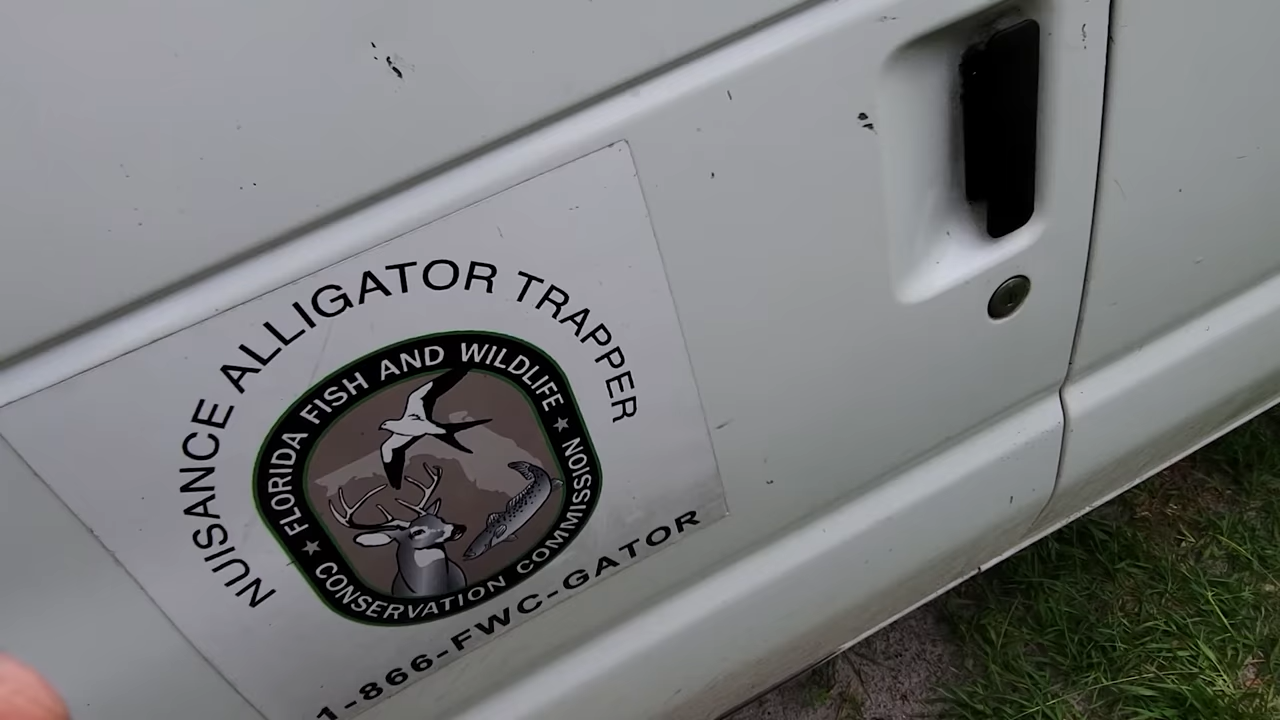 NUISANCE ALLIGATOR TRAPPER
FLORIDA FISH AND WILDLIFE
CONSERVATION COMMISSION
1-866-FWC-GATOR